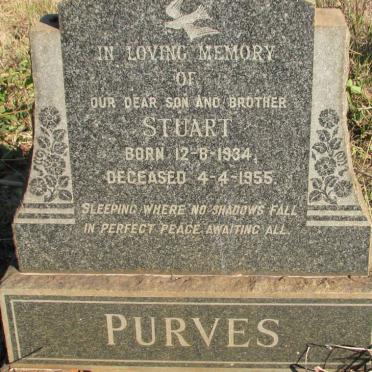 IN LOVING MEMORY
OF
OUR DEAR SON AND BROTHER
STUART
BORN 12-8-1934.
DECEASED 4-4-1955.
SLEEPING WHERE NO SHADOWS FALL
IN PERFECT PEACE AWAITING ALL.
PURVES